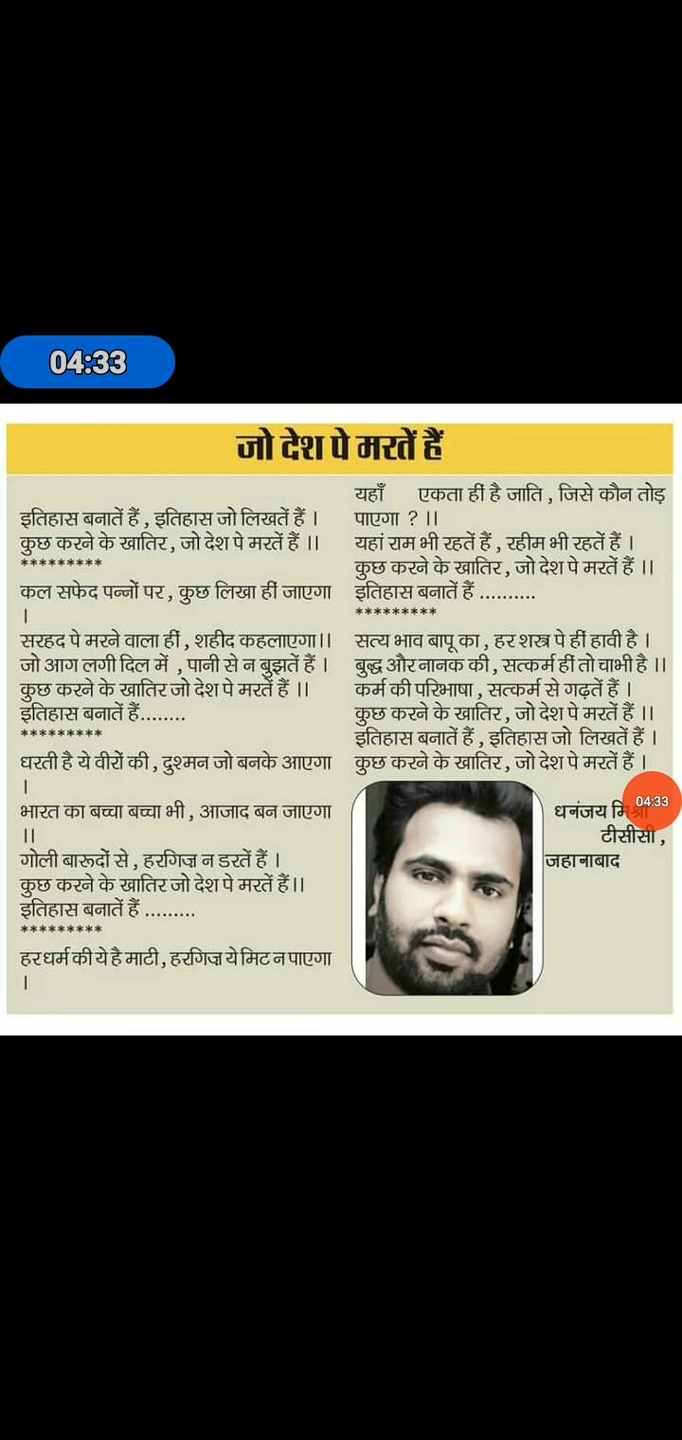 04:33
जो देश पे मरतें हैं
इतिहास बनातें हैं , इतिहास जो लिखतें हैं ।
कुछ करने के खातिर , जो देश पे मरतें हैं ।।
*********
कल सफेद पन्नों पर , कुछ लिखा हीं जाएगा
।
सरहद पे मरने वाला हीं , शहीद कहलाएगा।।
जो आग लगी दिल में , पानी से न बुझतें हैं ।
कुछ करने के खातिर जो देश पे मरतें हैं ।।
इतिहास बनातें हैं........
*********
धरती है ये वीरों की , दुश्मन जो बनके आएगा
।
भारत का बच्चा बच्चा भी , आजाद बन जाएगा
।।
गोली बारूदों से , हरगिज़ न डरतें हैं ।
कुछ करने के खातिर जो देश पे मरतें हैं।।
इतिहास बनातें हैं .........
*********
हर धर्म की ये है माटी , हरगिज़ ये मिट न पाएगा
।
यहाँ एकता हीं है जाति , जिसे कौन तोड़
पाएगा ? ।।
यहां राम भी रहतें हैं , रहीम भी रहतें हैं ।
कुछ करने के खातिर , जो देश पे मरतें हैं ।।
इतिहास बनातें हैं ..........
*********
सत्य भाव बापू का , हर शस्त्र पे हीं हावी है ।
बुद्ध और नानक की , सत्कर्म हीं तो चाभी है ।।
कर्म की परिभाषा , सत्कर्म से गढ़तें हैं ।
कुछ करने के खातिर , जो देश पे मरतें हैं ।।
इतिहास बनातें हैं , इतिहास जो लिखतें हैं ।
कुछ करने के खातिर , जो देश पे मरतें हैं ।
04:33
धनंजय मिश्रा
टीसीसी ,
जहानाबाद